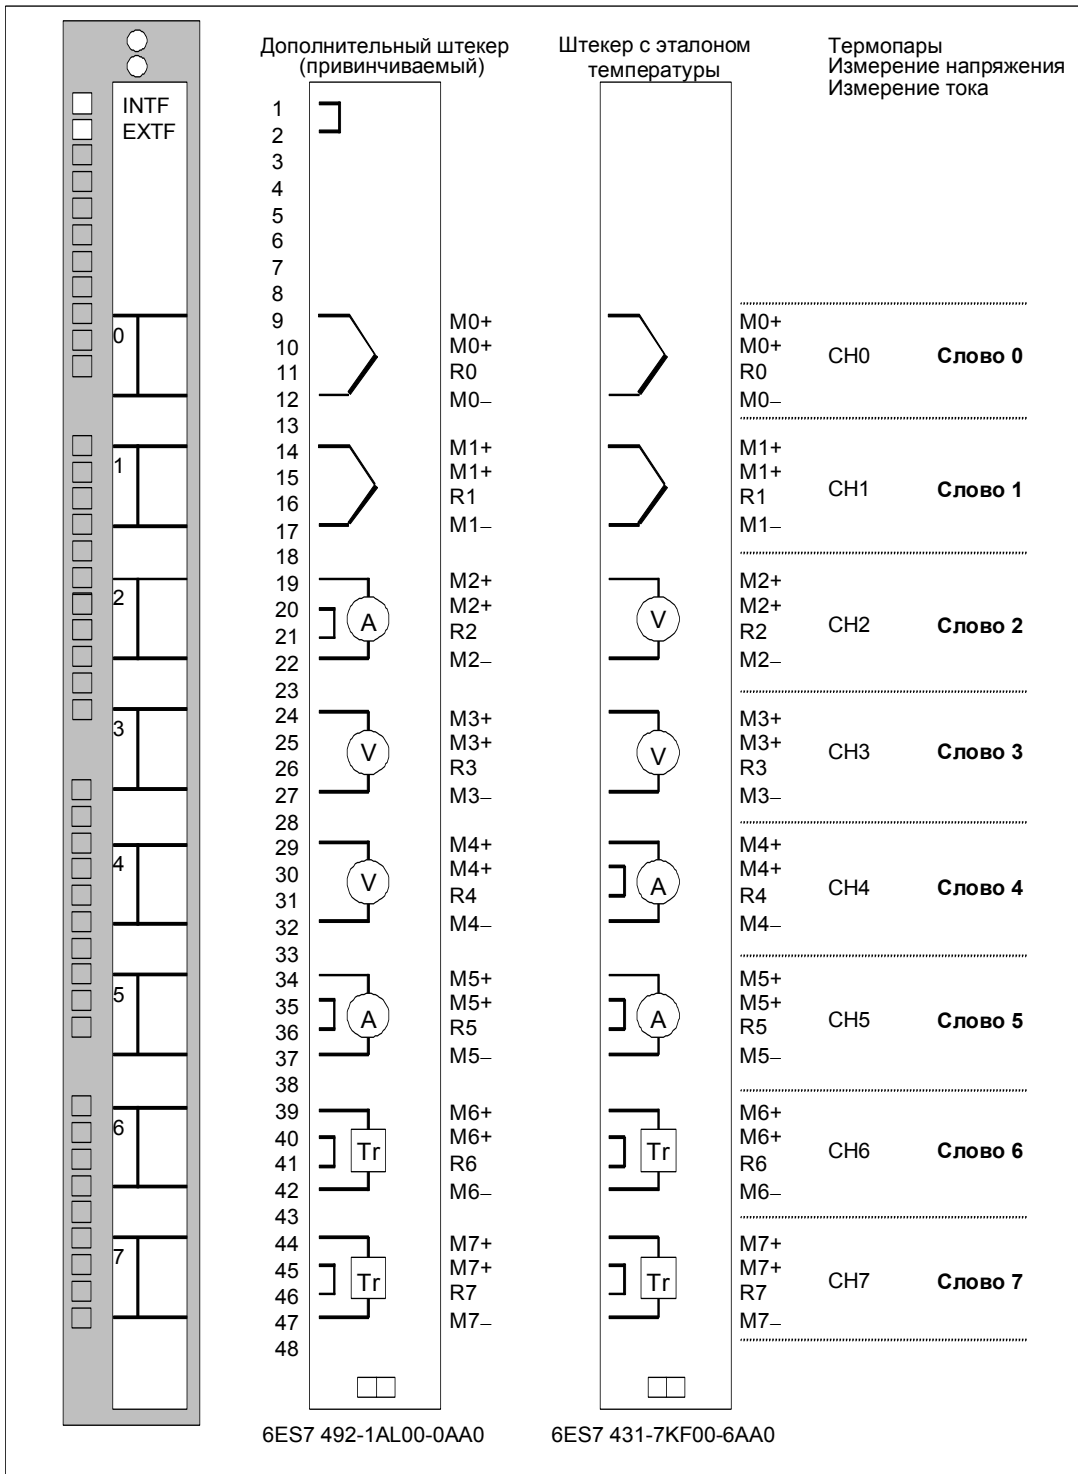 Дополнительный штекер
(привинчиваемый)
Штекер с эталоном
температуры
Термопары
Измерение напряжения
Измерение тока
INTF
EXTF
1
2
3
4
5
6
7
8
9 M0+ M0+
0 10 M0+ M0+
11 R0 R0 CH0 Слово 0
12 M0– M0–
13
14 M1+ M1+
1 15 M1+ M1+
16 R1 R1 CH1 Слово 1
17 M1– M1–
18
19 M2+ M2+
2 20 A M2+ V M2+
21 R2 R2 CH2 Слово 2
22 M2– M2–
23
24 M3+ M3+
3 25 V M3+ V M3+
26 R3 R3 CH3 Слово 3
27 M3– M3–
28
29 M4+ M4+
4 30 V M4+ A M4+
31 R4 R4 CH4 Слово 4
32 M4– M4–
33
34 M5+ M5+
5 35 A M5+ A M5+
36 R5 R5 CH5 Слово 5
37 M5– M5–
38
39 M6+ M6+
6 40 Tr M6+ Tr M6+
41 R6 R6 CH6 Слово 6
42 M6– M6–
43
44 M7+ M7+
7 45 Tr M7+ Tr M7+
46 R7 R7 CH7 Слово 7
47 M7– M7–
48
6ES7 492-1AL00-0AA0
6ES7 431-7KF00-6AA0